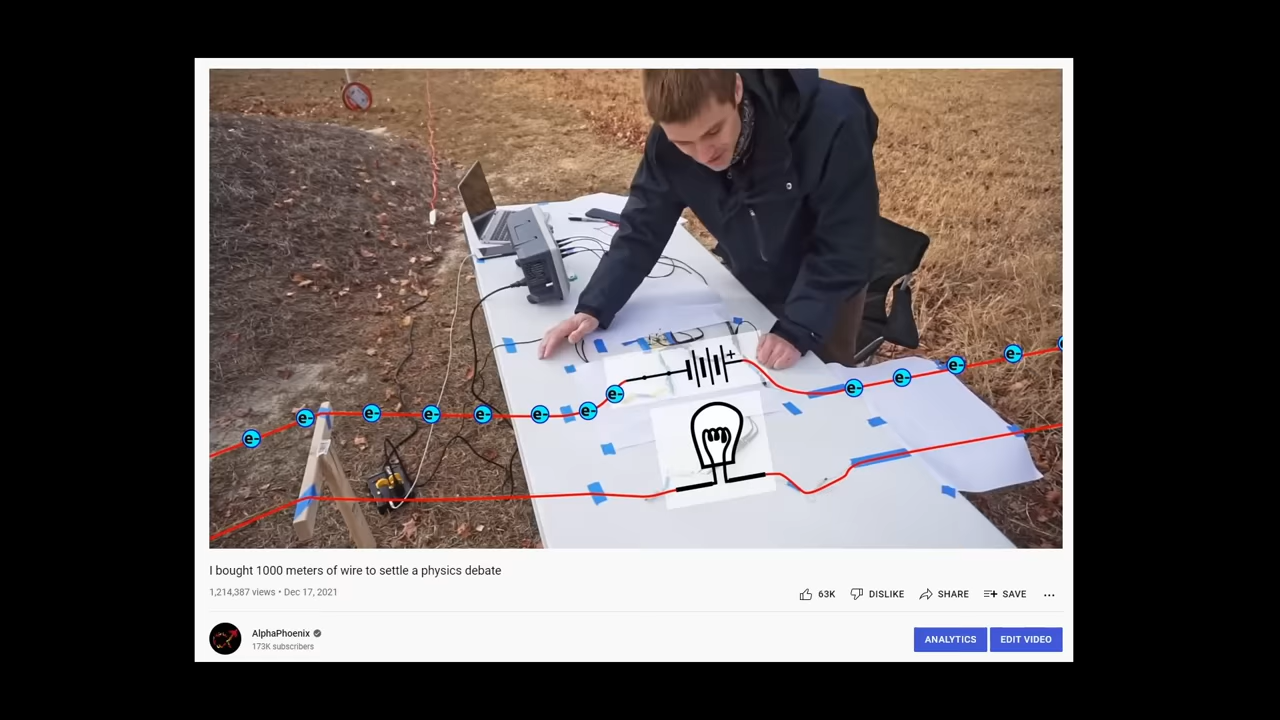 +
e-
e-
e-
e-
e-
e-
e-
e-
e-
e-
e-
e-
e-
I bought 1000 meters of wire to settle a physics debate
1,214,387 views • Dec 17, 2021
63K DISLIKE SHARE SAVE ...
AlphaPhoenix
173K subscribers
ANALYTICS EDIT VIDEO